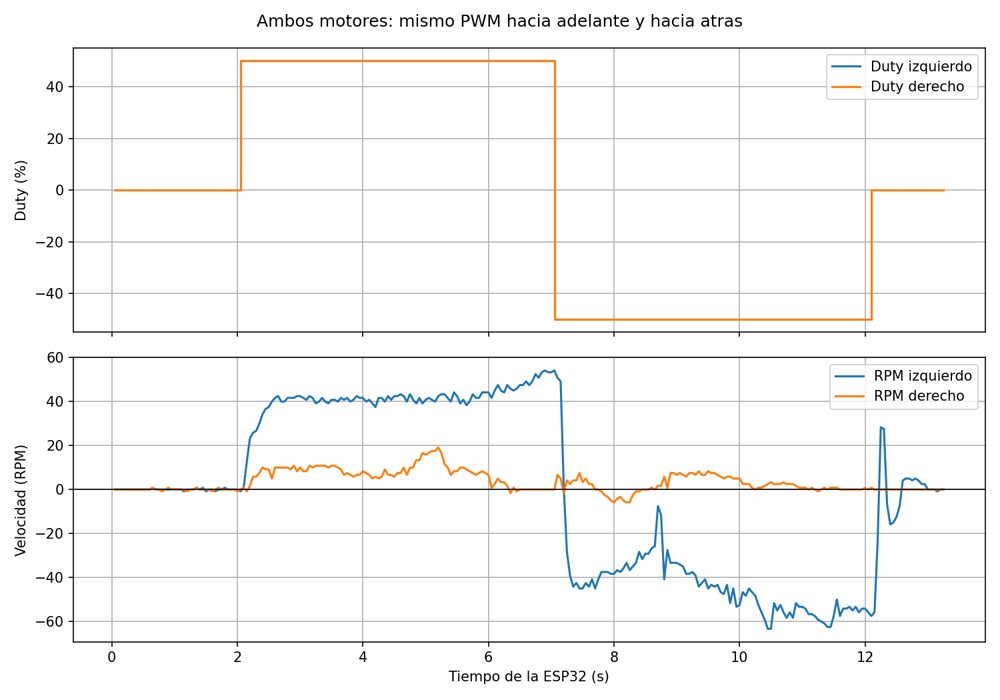 Ambos motores: mismo PWM hacia adelante y hacia atras
Duty (%)
40
20
0
−20
−40
Duty izquierdo
Duty derecho
Velocidad (RPM)
60
40
20
0
−20
−40
−60
RPM izquierdo
RPM derecho
0 2 4 6 8 10 12
Tiempo de la ESP32 (s)